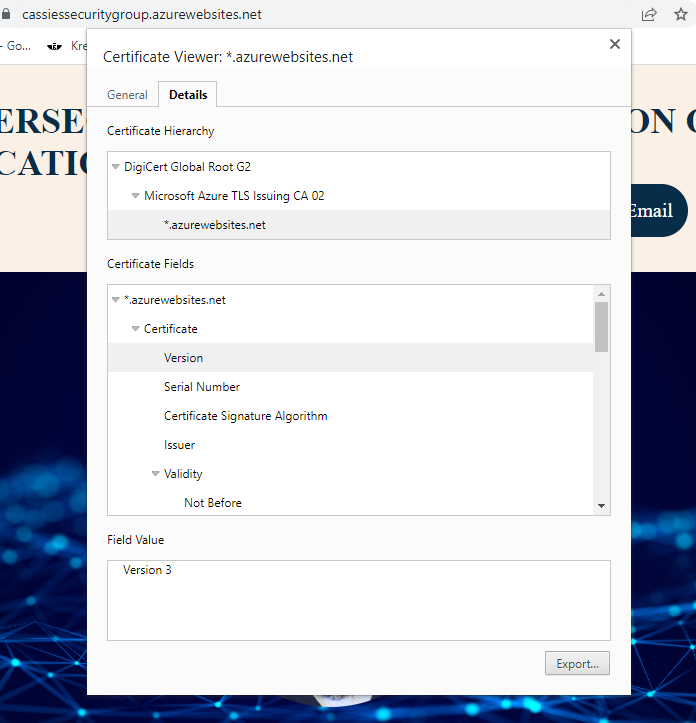 cassiessecuritygroup.azurewebsites.net
- Go...
Kre
Certificate Viewer: *.azurewebsites.net
General
Details
Certificate Hierarchy
DigiCert Global Root G2
Microsoft Azure TLS Issuing CA 02
*.azurewebsites.net
Certificate Fields
*.azurewebsites.net
Certificate
Version
Serial Number
Certificate Signature Algorithm
Issuer
Validity
Not Before
Field Value
Version 3
Export...
ERSE
ON
CATIO
Email